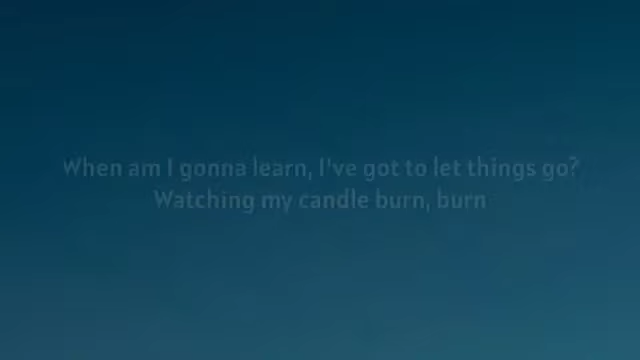 When am I gonna learn, I've got to let things go?
Watching my candle burn, burn